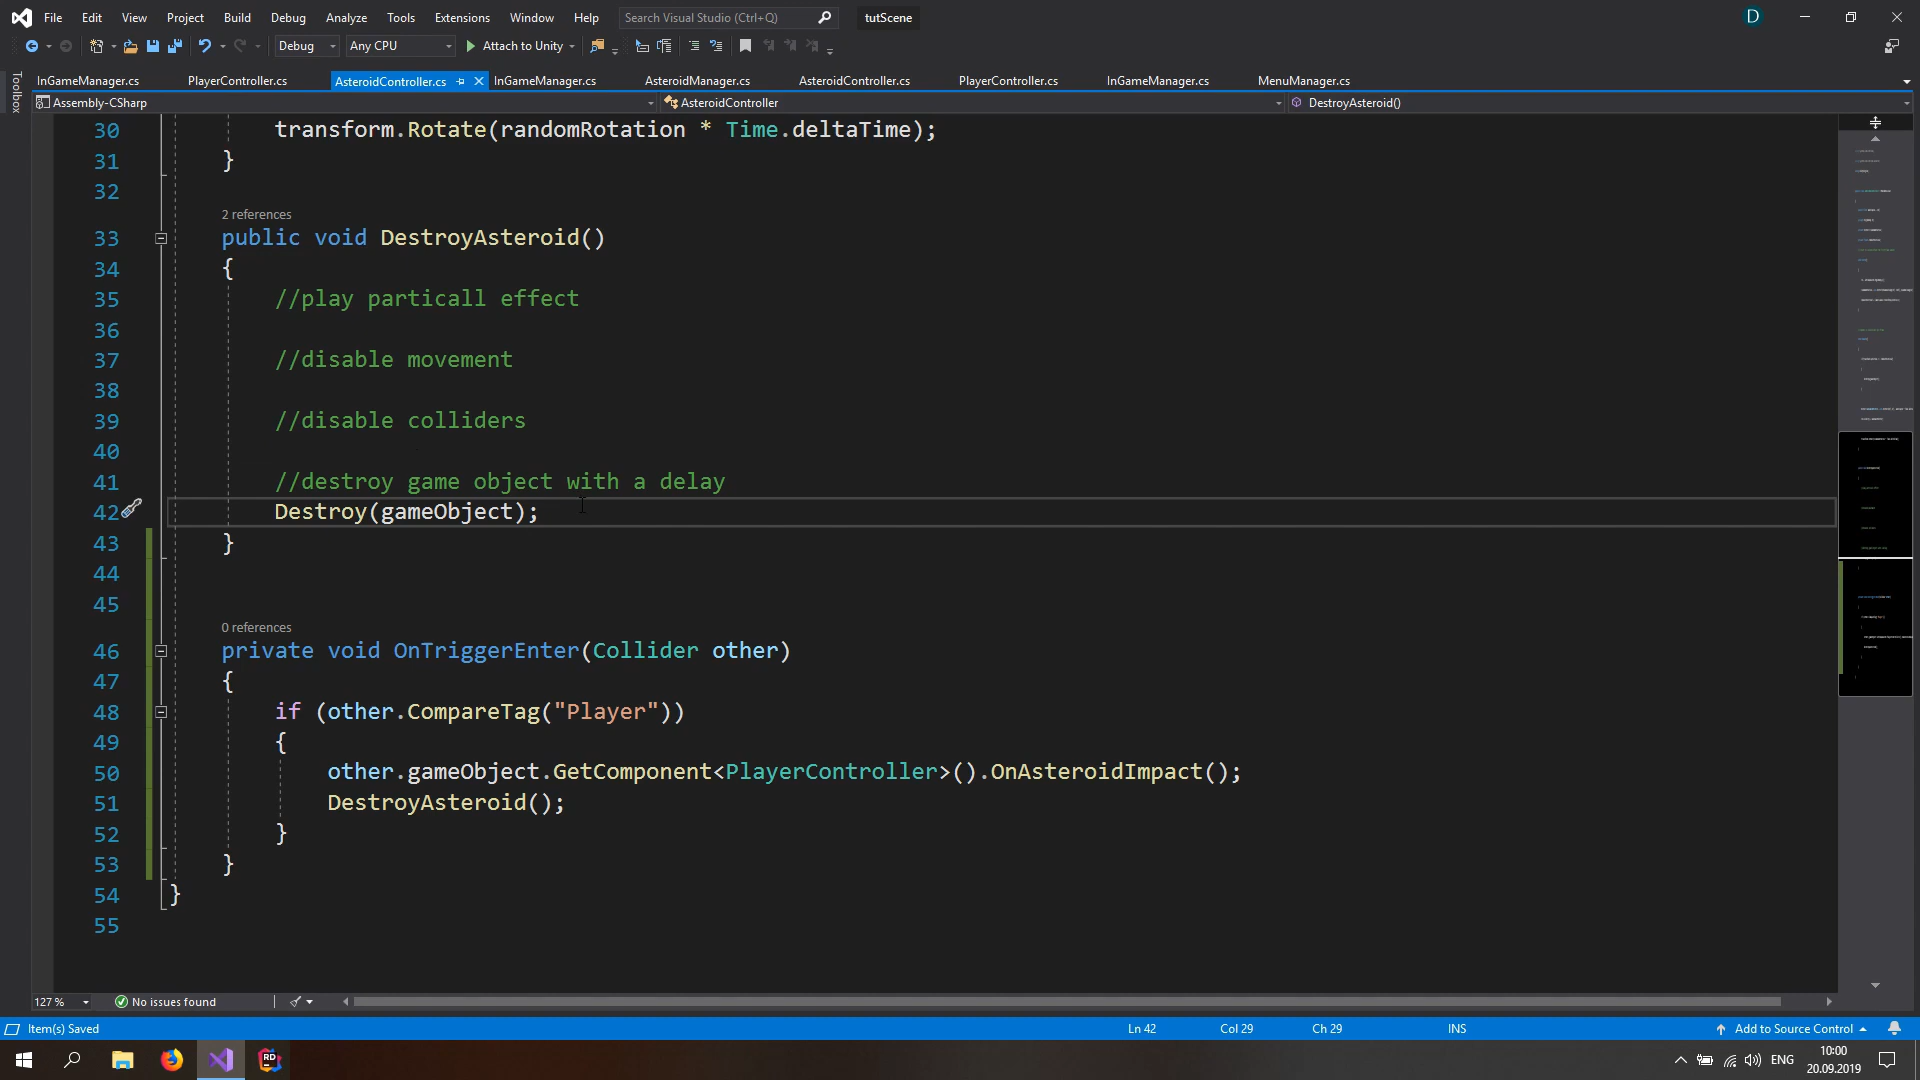 File Edit View Project Build Debug Analyze Tools Extensions Window Help Search Visual Studio (Ctrl+Q) tutScene D
Debug Any CPU Attach to Unity
Toolbox
InGameManager.cs PlayerController.cs AsteroidController.cs InGameManager.cs AsteroidManager.cs AsteroidController.cs PlayerController.cs InGameManager.cs MenuManager.cs
Assembly-CSharp AsteroidController DestroyAsteroid()
30 transform.Rotate(randomRotation * Time.deltaTime);
31 }
32
2 references
33 public void DestroyAsteroid()
34 {
35 //play particall effect
36
37 //disable movement
38
39 //disable colliders
40
41 //destroy game object with a delay
42 Destroy(gameObject);
43 }
44
45
0 references
46 private void OnTriggerEnter(Collider other)
47 {
48 if (other.CompareTag("Player"))
49 {
50 other.gameObject.GetComponent<PlayerController>().OnAsteroidImpact();
51 DestroyAsteroid();
52 }
53 }
54 }
55
127 % No issues found
Item(s) Saved Ln 42 Col 29 Ch 29 INS Add to Source Control
RD ENG 10:00
20.09.2019